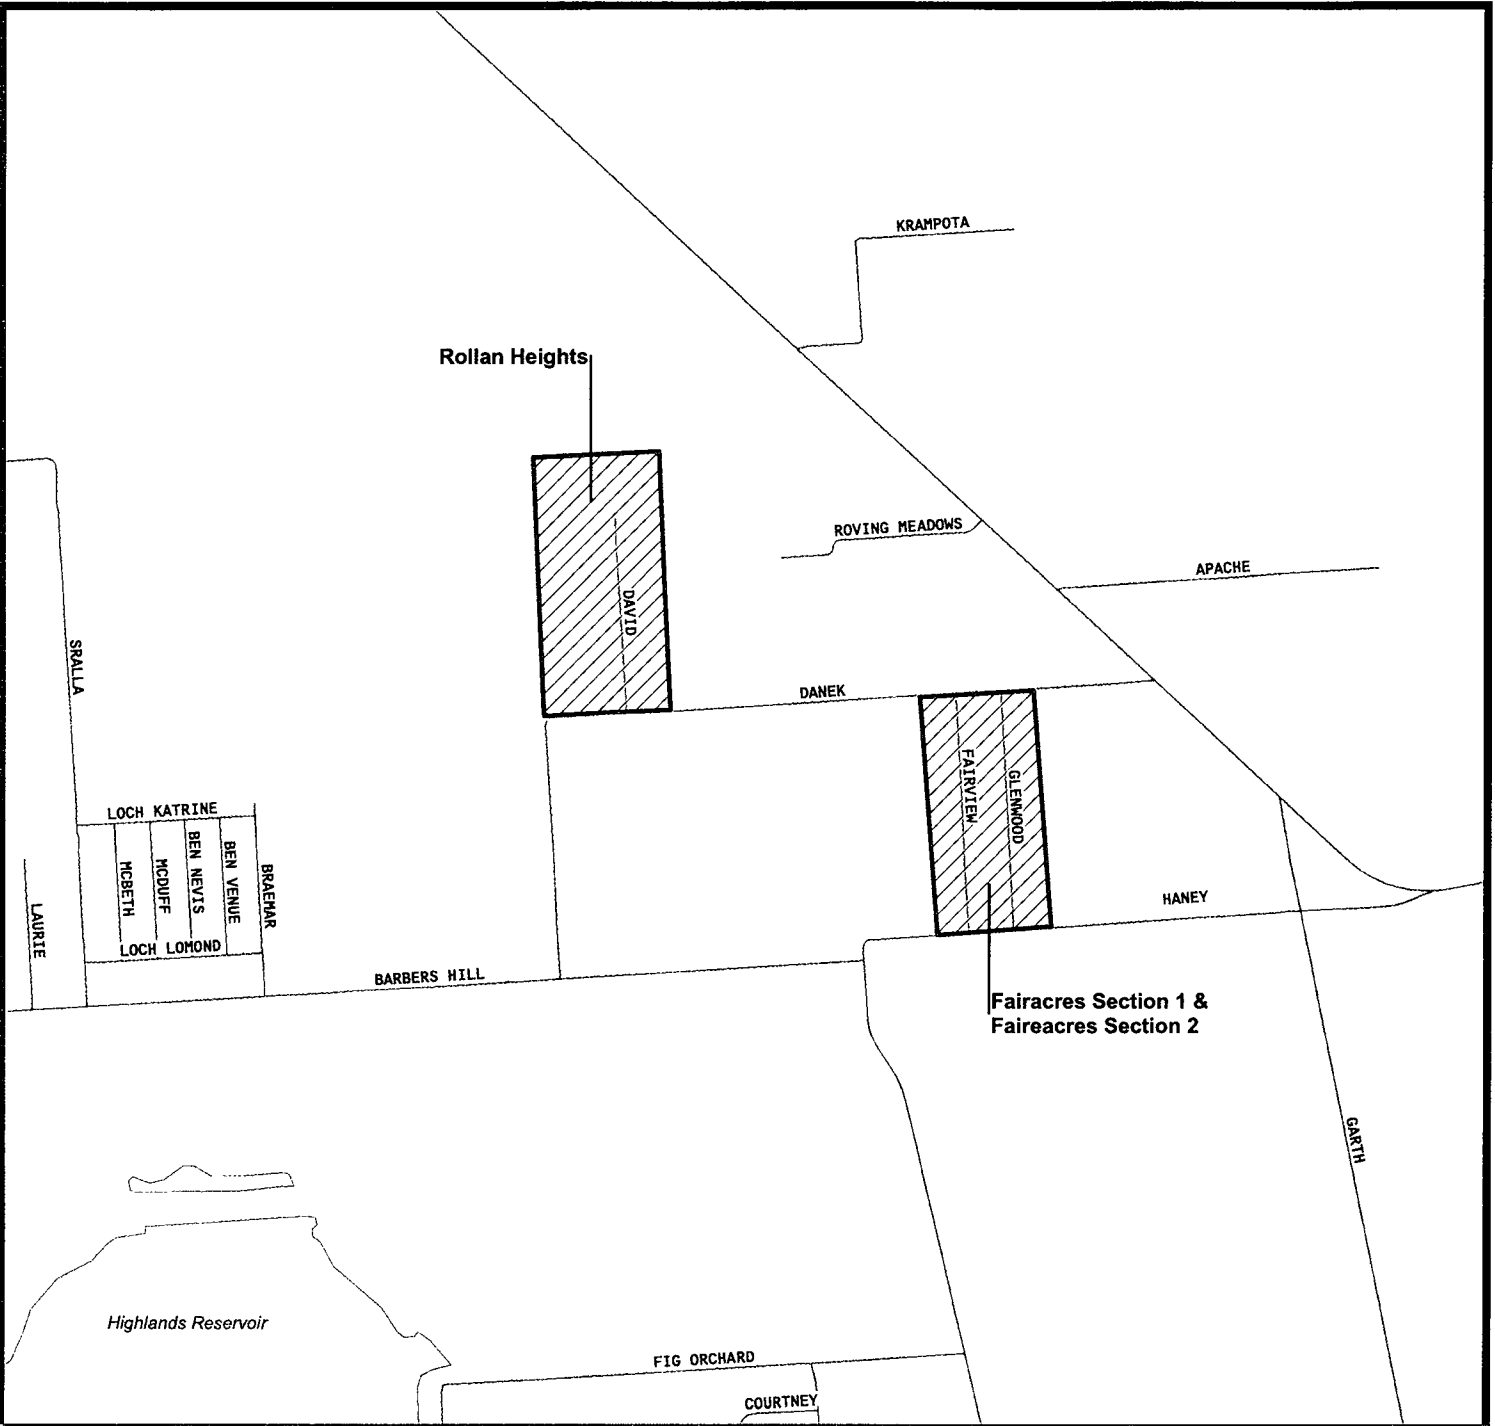 KRAMPOTA
Rollan Heights
ROVING MEADOWS
APACHE
DAVID
SRALLA
DANEK
FAIRVIEW
GLENWOOD
LOCH KATRINE
MCBETH
MCDUFF
BEN NEVIS
BEN VENUE
BRAEMAR
LAURIE
HANEY
LOCH LOMOND
BARBERS HILL
Fairacres Section 1 &
Faireacres Section 2
GARTH
Highlands Reservoir
FIG ORCHARD
COURTNEY